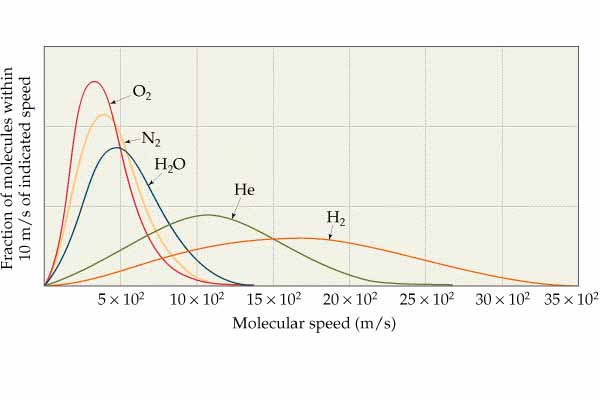 Fraction of molecules within
10 m/s of indicated speed
O₂
N₂
H₂O
He
H₂
5 × 10² 10 × 10² 15 × 10² 20 × 10² 25 × 10² 30 × 10² 35 × 10²
Molecular speed (m/s)